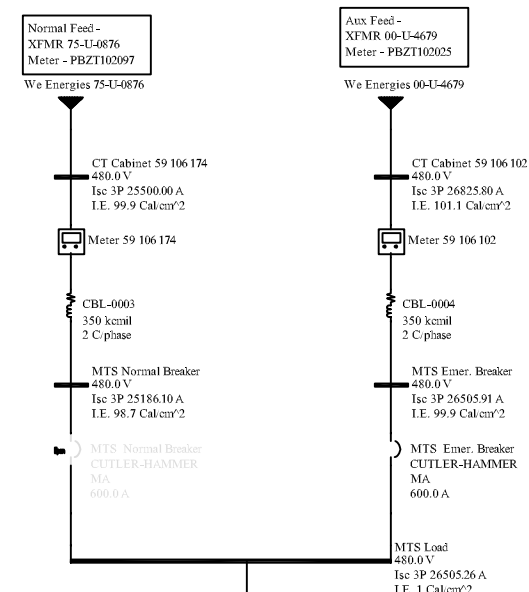 Normal Feed -
XFMR 75-U-0876
Meter - PBZT102097
Aux Feed -
XFMR 00-U-4679
Meter - PBZT102025
We Energies 75-U-0876
We Energies 00-U-4679
CT Cabinet 59 106 174
480.0 V
Isc 3P 25500.00 A
I.E. 99.9 Cal/cm^2
CT Cabinet 59 106 102
480.0 V
Isc 3P 26825.80 A
I.E. 101.1 Cal/cm^2
Meter 59 106 174
Meter 59 106 102
CBL-0003
350 kcmil
2 C/phase
CBL-0004
350 kcmil
2 C/phase
MTS Normal Breaker
480.0 V
Isc 3P 25186.10 A
I.E. 98.7 Cal/cm^2
MTS Emer. Breaker
480.0 V
Isc 3P 26505.91 A
I.E. 99.9 Cal/cm^2
MTS Normal Breaker
CUTLER-HAMMER
MA
600.0 A
MTS Emer. Breaker
CUTLER-HAMMER
MA
600.0 A
MTS Load
480.0 V
Isc 3P 26505.26 A
I.E. 1 Cal/cm^2